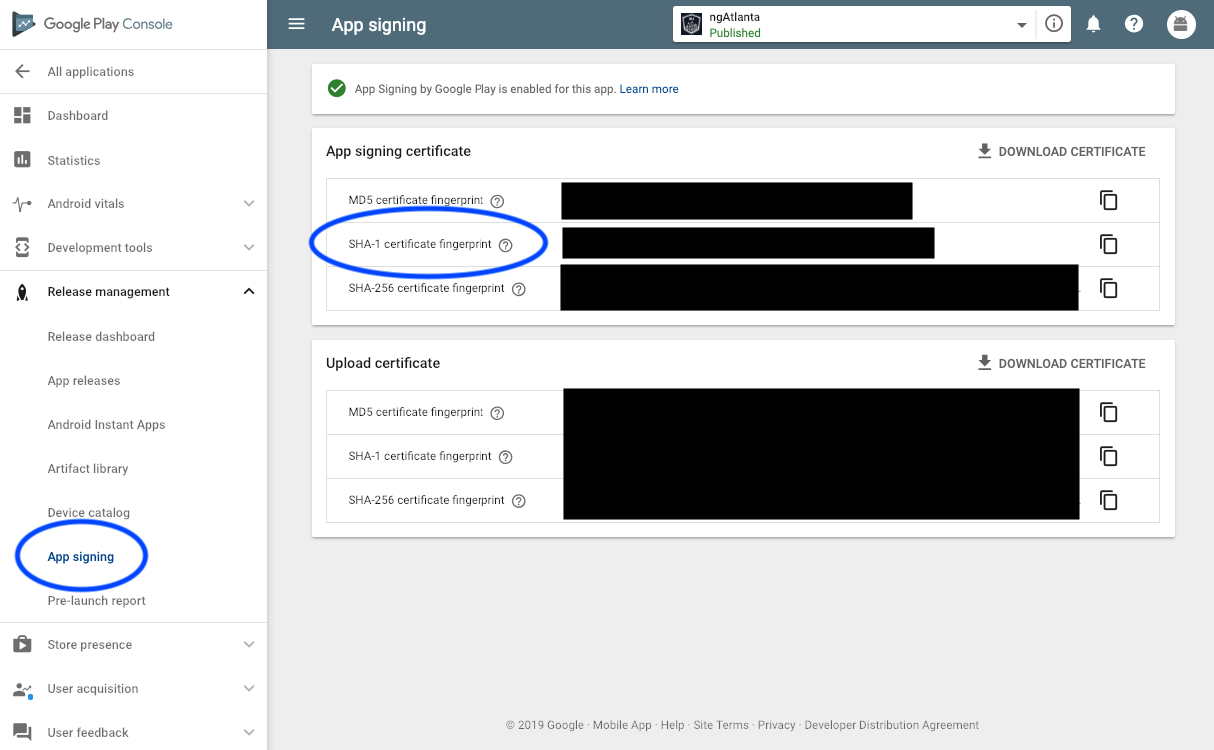 Google Play Console
App signing
ngAtlanta
Published
All applications
Dashboard
Statistics
Android vitals
Development tools
Release management
Release dashboard
App releases
Android Instant Apps
Artifact library
Device catalog
App signing
Pre-launch report
Store presence
User acquisition
User feedback
App Signing by Google Play is enabled for this app. Learn more
App signing certificate
DOWNLOAD CERTIFICATE
MD5 certificate fingerprint
SHA-1 certificate fingerprint
SHA-256 certificate fingerprint
Upload certificate
DOWNLOAD CERTIFICATE
MD5 certificate fingerprint
SHA-1 certificate fingerprint
SHA-256 certificate fingerprint
© 2019 Google · Mobile App · Help · Site Terms · Privacy · Developer Distribution Agreement